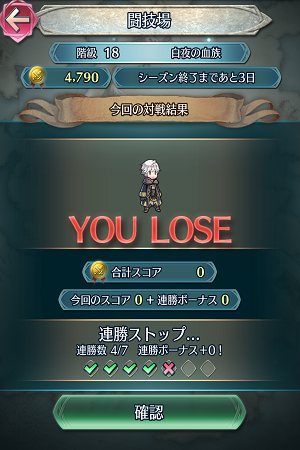 闘技場
階級 18 白夜の血族
4,790 シーズン終了まであと3日
今回の対戦結果
YOU LOSE
合計スコア 0
今回のスコア 0 + 連勝ボーナス 0
連勝ストップ...
連勝数 4/7 連勝ボーナス+0!
確認